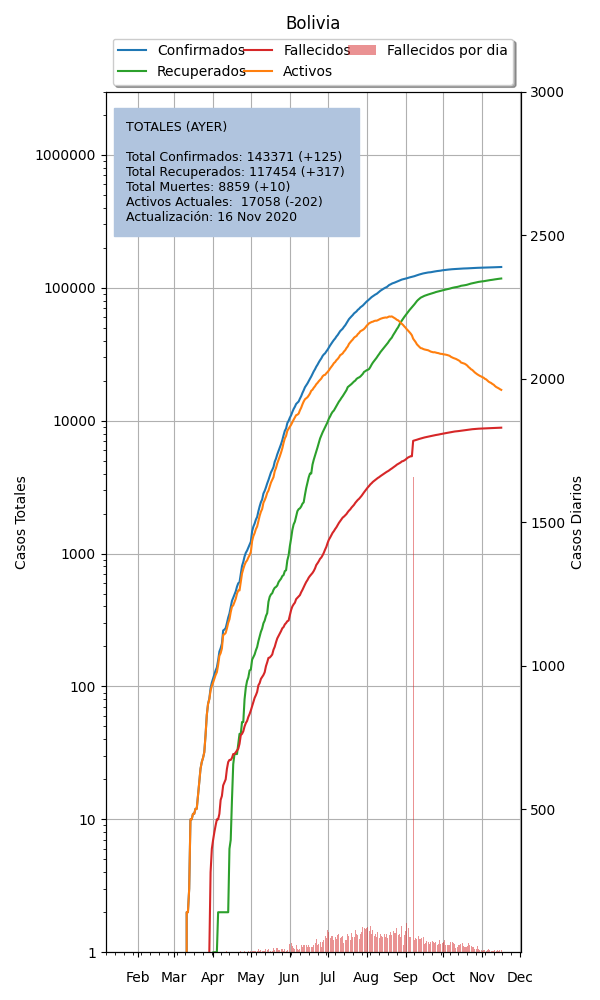 Bolivia
Confirmados Fallecidos Fallecidos por dia
Recuperados Activos
TOTALES (AYER)
Total Confirmados: 143371 (+125)
Total Recuperados: 117454 (+317)
Total Muertes: 8859 (+10)
Activos Actuales:  17058 (-202)
Actualización: 16 Nov 2020
Casos Totales
1000000
100000
10000
1000
100
10
1
3000
2500
2000
1500
1000
500
Casos Diarios
Feb Mar Apr May Jun Jul Aug Sep Oct Nov Dec